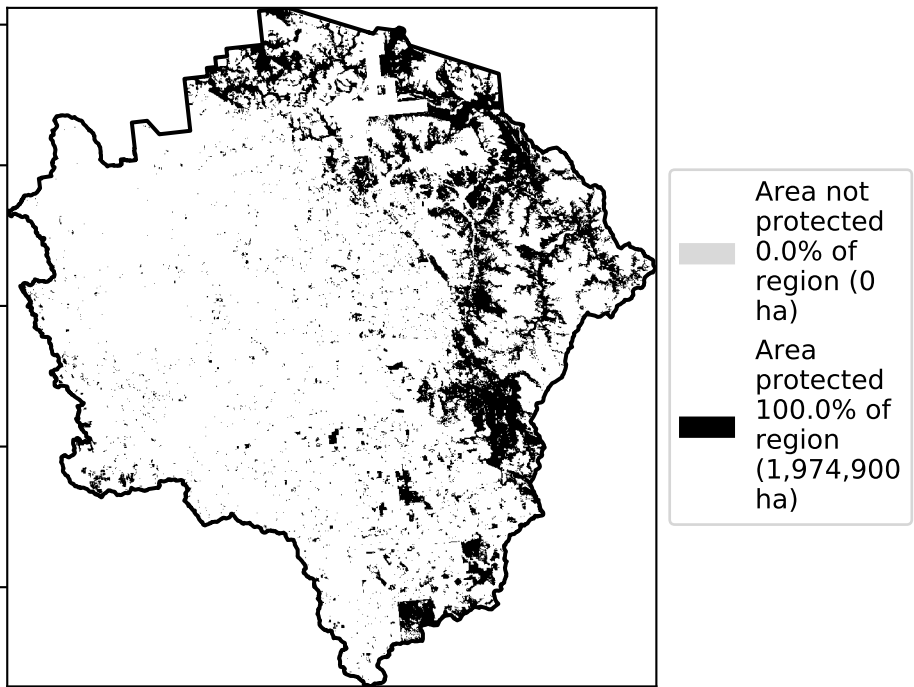 Area not
protected
0.0% of
region (0
ha)
Area
protected
100.0% of
region
(1,974,900
ha)